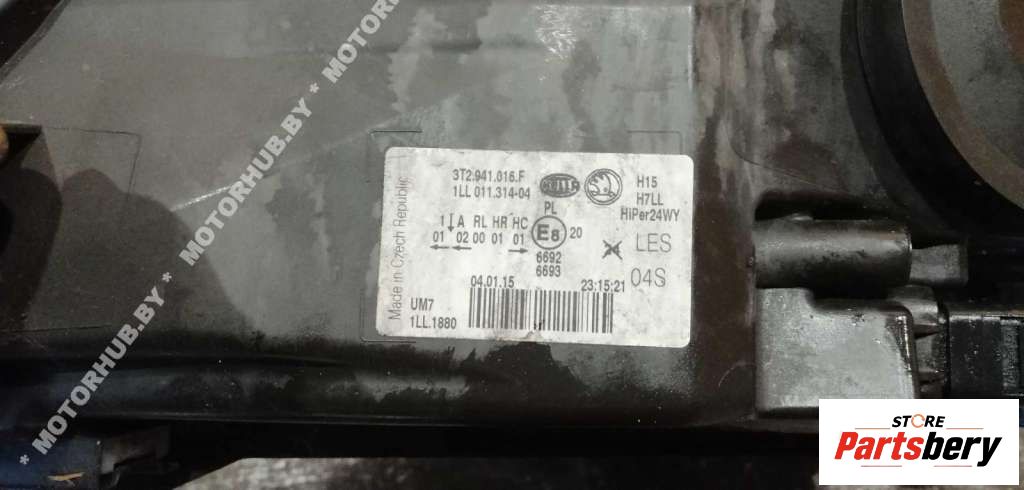 * MOTORHUB.BY * MOTORHUB.BY * MOTORHUB.BY *
3T2.941.016.F
1LL 011.314-04
HELLA
PL
H15
H7LL
HiPer24WY
Made in Czech Republic
1 A RL HR HC
01 02 00 01 01
E8 20
6692
6693
LES
04S
04.01.15 23:15:21
UM7
1LL.1880
STORE
Partsbery